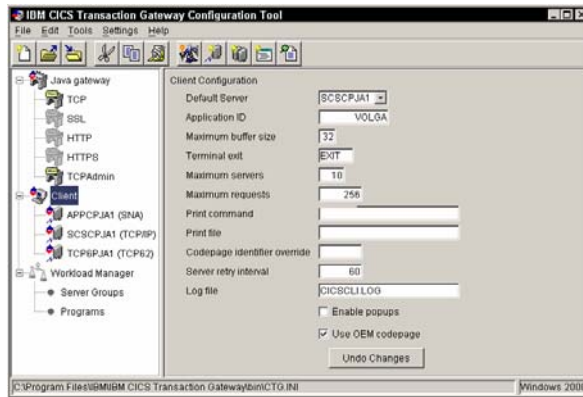 IBM CICS Transaction Gateway Configuration Tool
File Edit Tools Settings Help
Java gateway
TCP
SSL
HTTP
HTTPS
TCPAdmin
Client
APPCPJA1 (SNA)
SCSCPJA1 (TCP/IP)
TCP6PJA1 (TCP62)
Workload Manager
Server Groups
Programs
Client Configuration
Default Server SCSCPJA1
Application ID VOLGA
Maximum buffer size 32
Terminal exit EXIT
Maximum servers 10
Maximum requests 256
Print command
Print file
Codepage identifier override
Server retry interval 60
Log file CICSCLI.LOG
Enable popups
Use OEM codepage
Undo Changes
C:\Program Files\IBM\IBM CICS Transaction Gateway\bin\CTG.INI Windows 2000